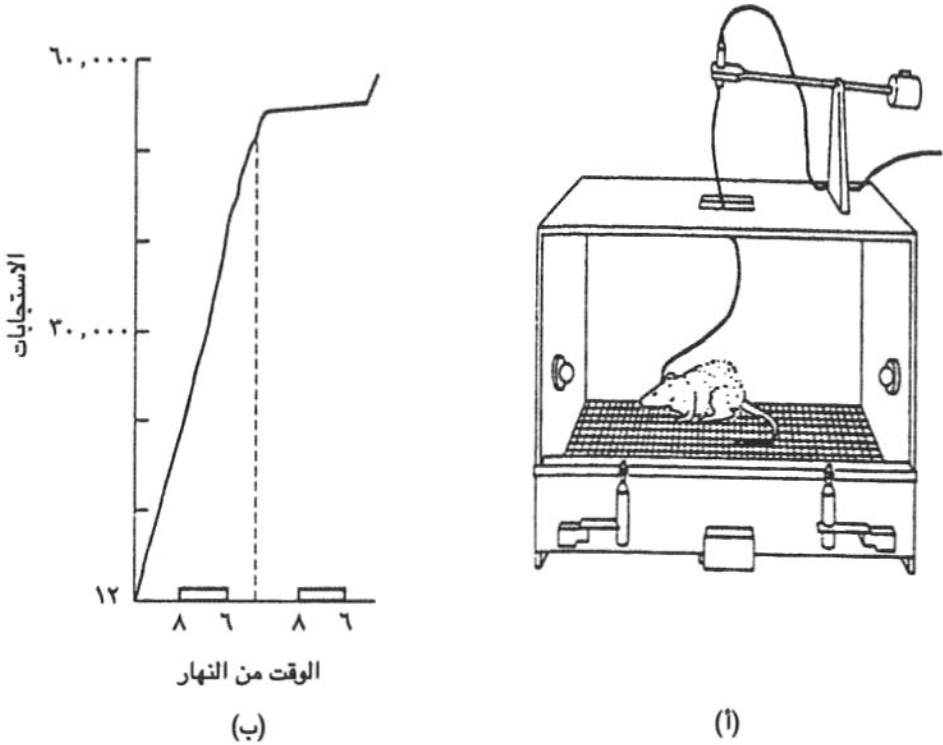 ٦٠,٠٠٠
٣٠,٠٠٠
١٢
الاستجابات
٨ ٦ ٨ ٦
الوقت من النهار
(ب)
(أ)